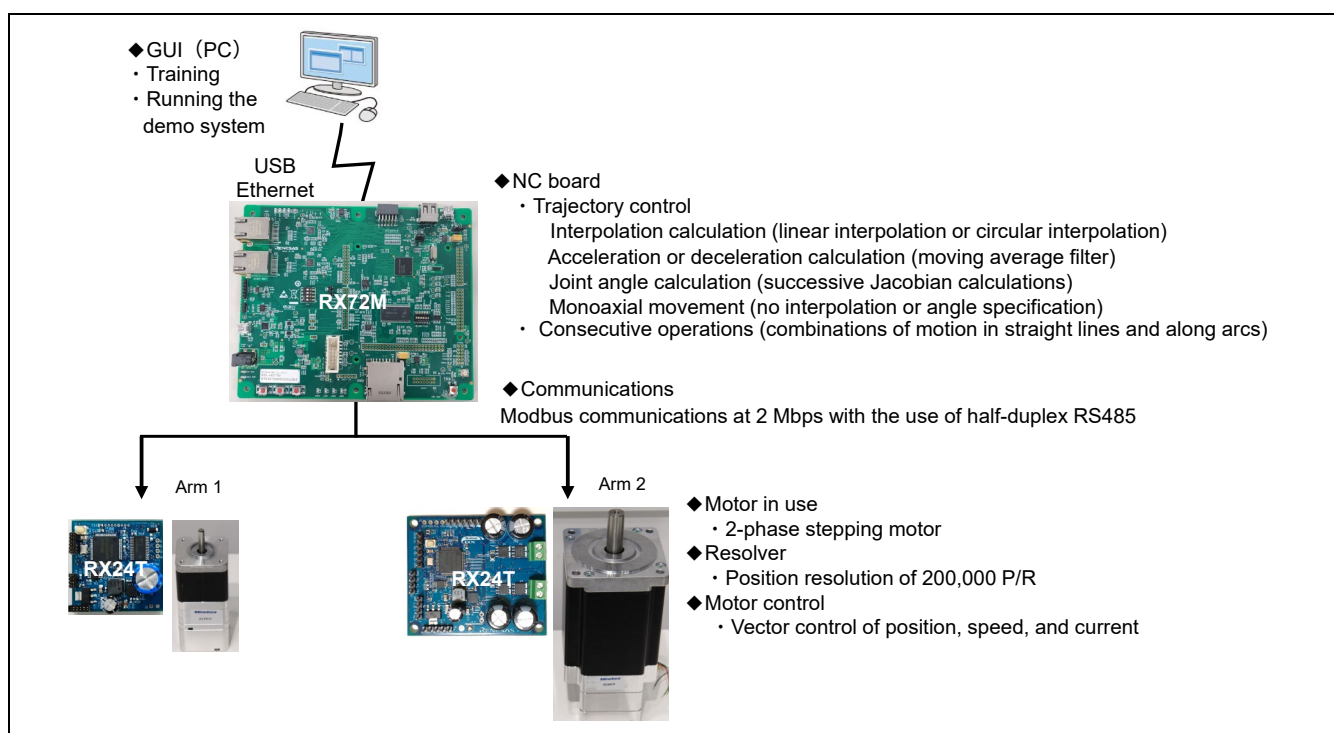 ◆GUI（PC）
・Training
・Running the
demo system
USB
Ethernet
RX72M
◆NC board
・Trajectory control
Interpolation calculation (linear interpolation or circular interpolation)
Acceleration or deceleration calculation (moving average filter)
Joint angle calculation (successive Jacobian calculations)
Monoaxial movement (no interpolation or angle specification)
・ Consecutive operations (combinations of motion in straight lines and along arcs)
◆Communications
Modbus communications at 2 Mbps with the use of half-duplex RS485
Arm 1
RX24T
Arm 2
RX24T
◆Motor in use
・2-phase stepping motor
◆Resolver
・Position resolution of 200,000 P/R
◆Motor control
・Vector control of position, speed, and current